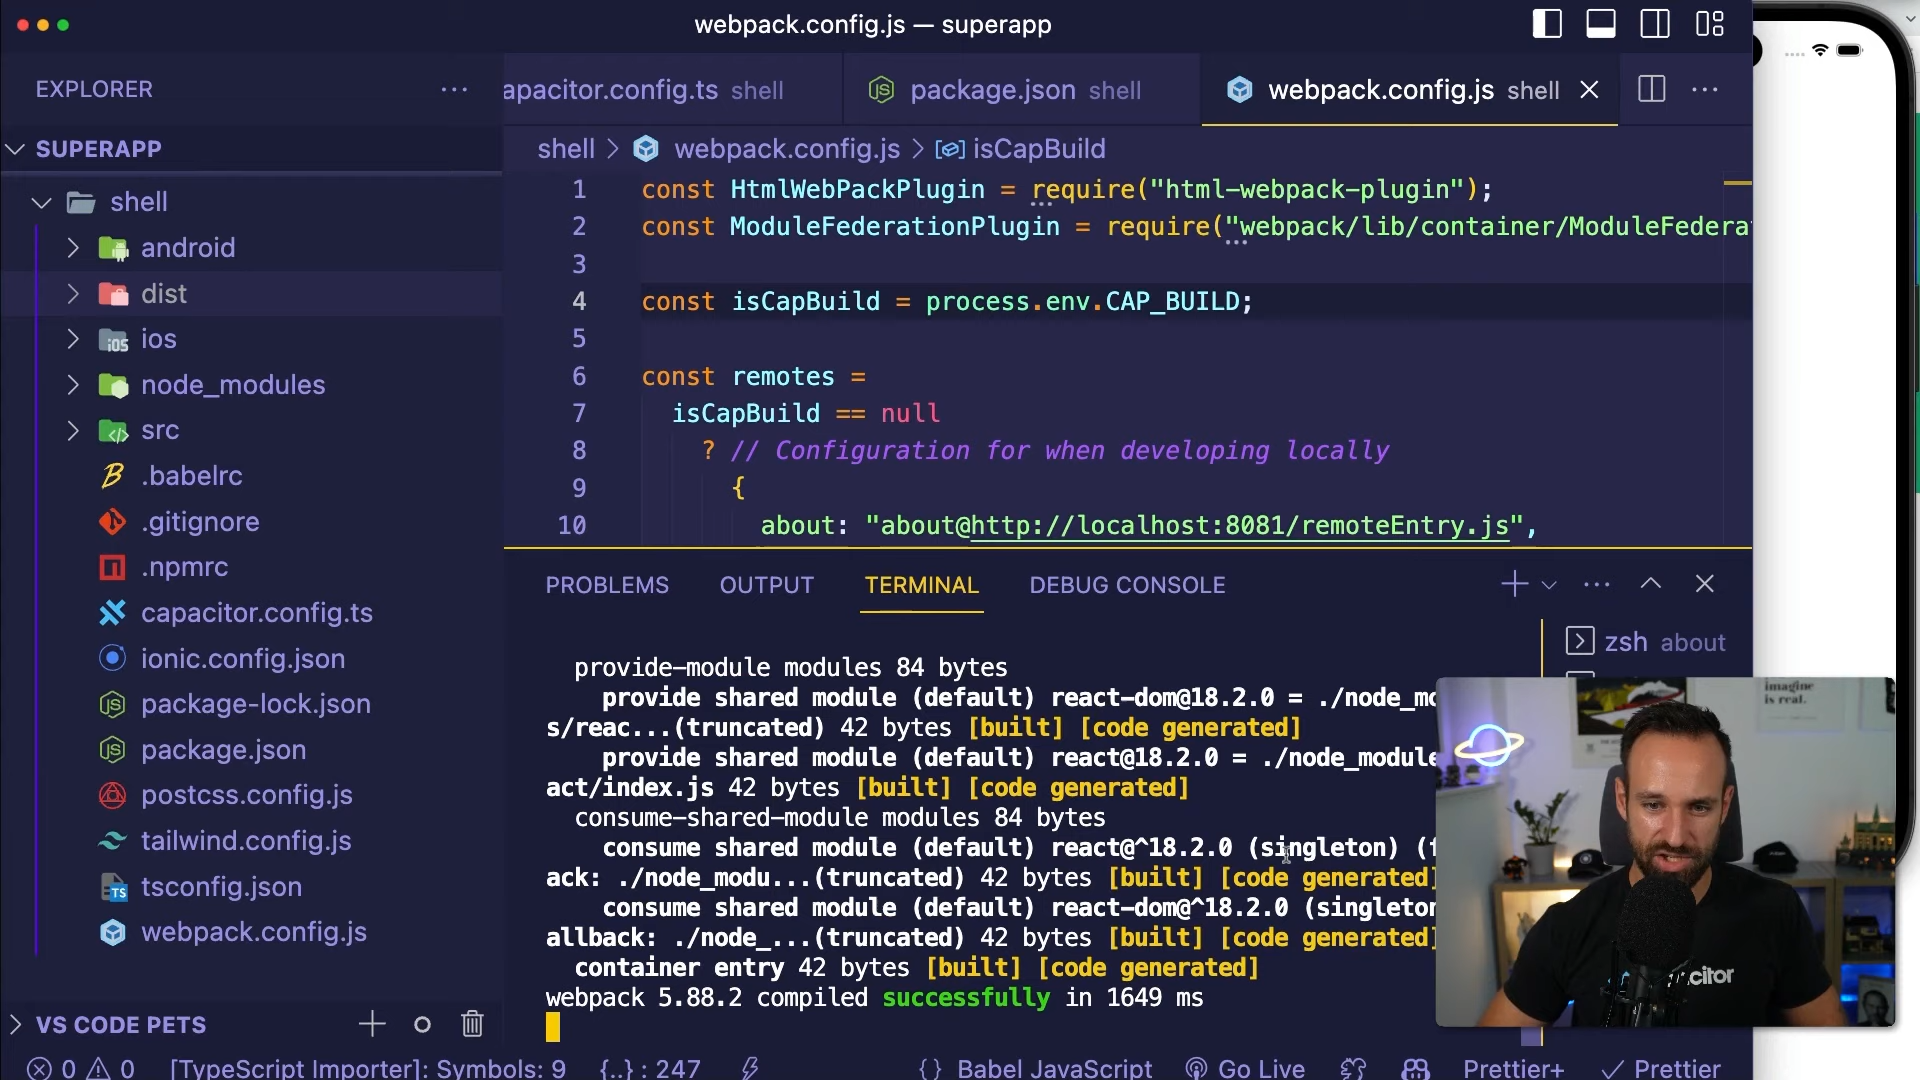 webpack.config.js — superapp
EXPLORER
apacitor.config.ts shell
package.json shell
webpack.config.js shell
SUPERAPP
shell > webpack.config.js > isCapBuild
shell
android
dist
ios
node_modules
src
.babelrc
.gitignore
.npmrc
capacitor.config.ts
ionic.config.json
package-lock.json
package.json
postcss.config.js
tailwind.config.js
tsconfig.json
webpack.config.js
1 const HtmlWebPackPlugin = require("html-webpack-plugin");
2 const ModuleFederationPlugin = require("webpack/lib/container/ModuleFedera
3
4 const isCapBuild = process.env.CAP_BUILD;
5
6 const remotes =
7 isCapBuild == null
8 ? // Configuration for when developing locally
9 {
10 about: "about@http://localhost:8081/remoteEntry.js",
PROBLEMS OUTPUT TERMINAL DEBUG CONSOLE
zsh about
provide-module modules 84 bytes
provide shared module (default) react-dom@18.2.0 = ./node_mo
s/reac...(truncated) 42 bytes [built] [code generated]
provide shared module (default) react@18.2.0 = ./node_module
act/index.js 42 bytes [built] [code generated]
consume-shared-module modules 84 bytes
consume shared module (default) react@^18.2.0 (singleton) (f
ack: ./node_modu...(truncated) 42 bytes [built] [code generated]
consume shared module (default) react-dom@^18.2.0 (singleton
allback: ./node_...(truncated) 42 bytes [built] [code generated]
container entry 42 bytes [built] [code generated]
webpack 5.88.2 compiled successfully in 1649 ms
imagine
is real.
VS CODE PETS
0 0 [TypeScript Importer]: Symbols: 9 {..} : 247 {} Babel JavaScript Go Live Prettier+ Prettier